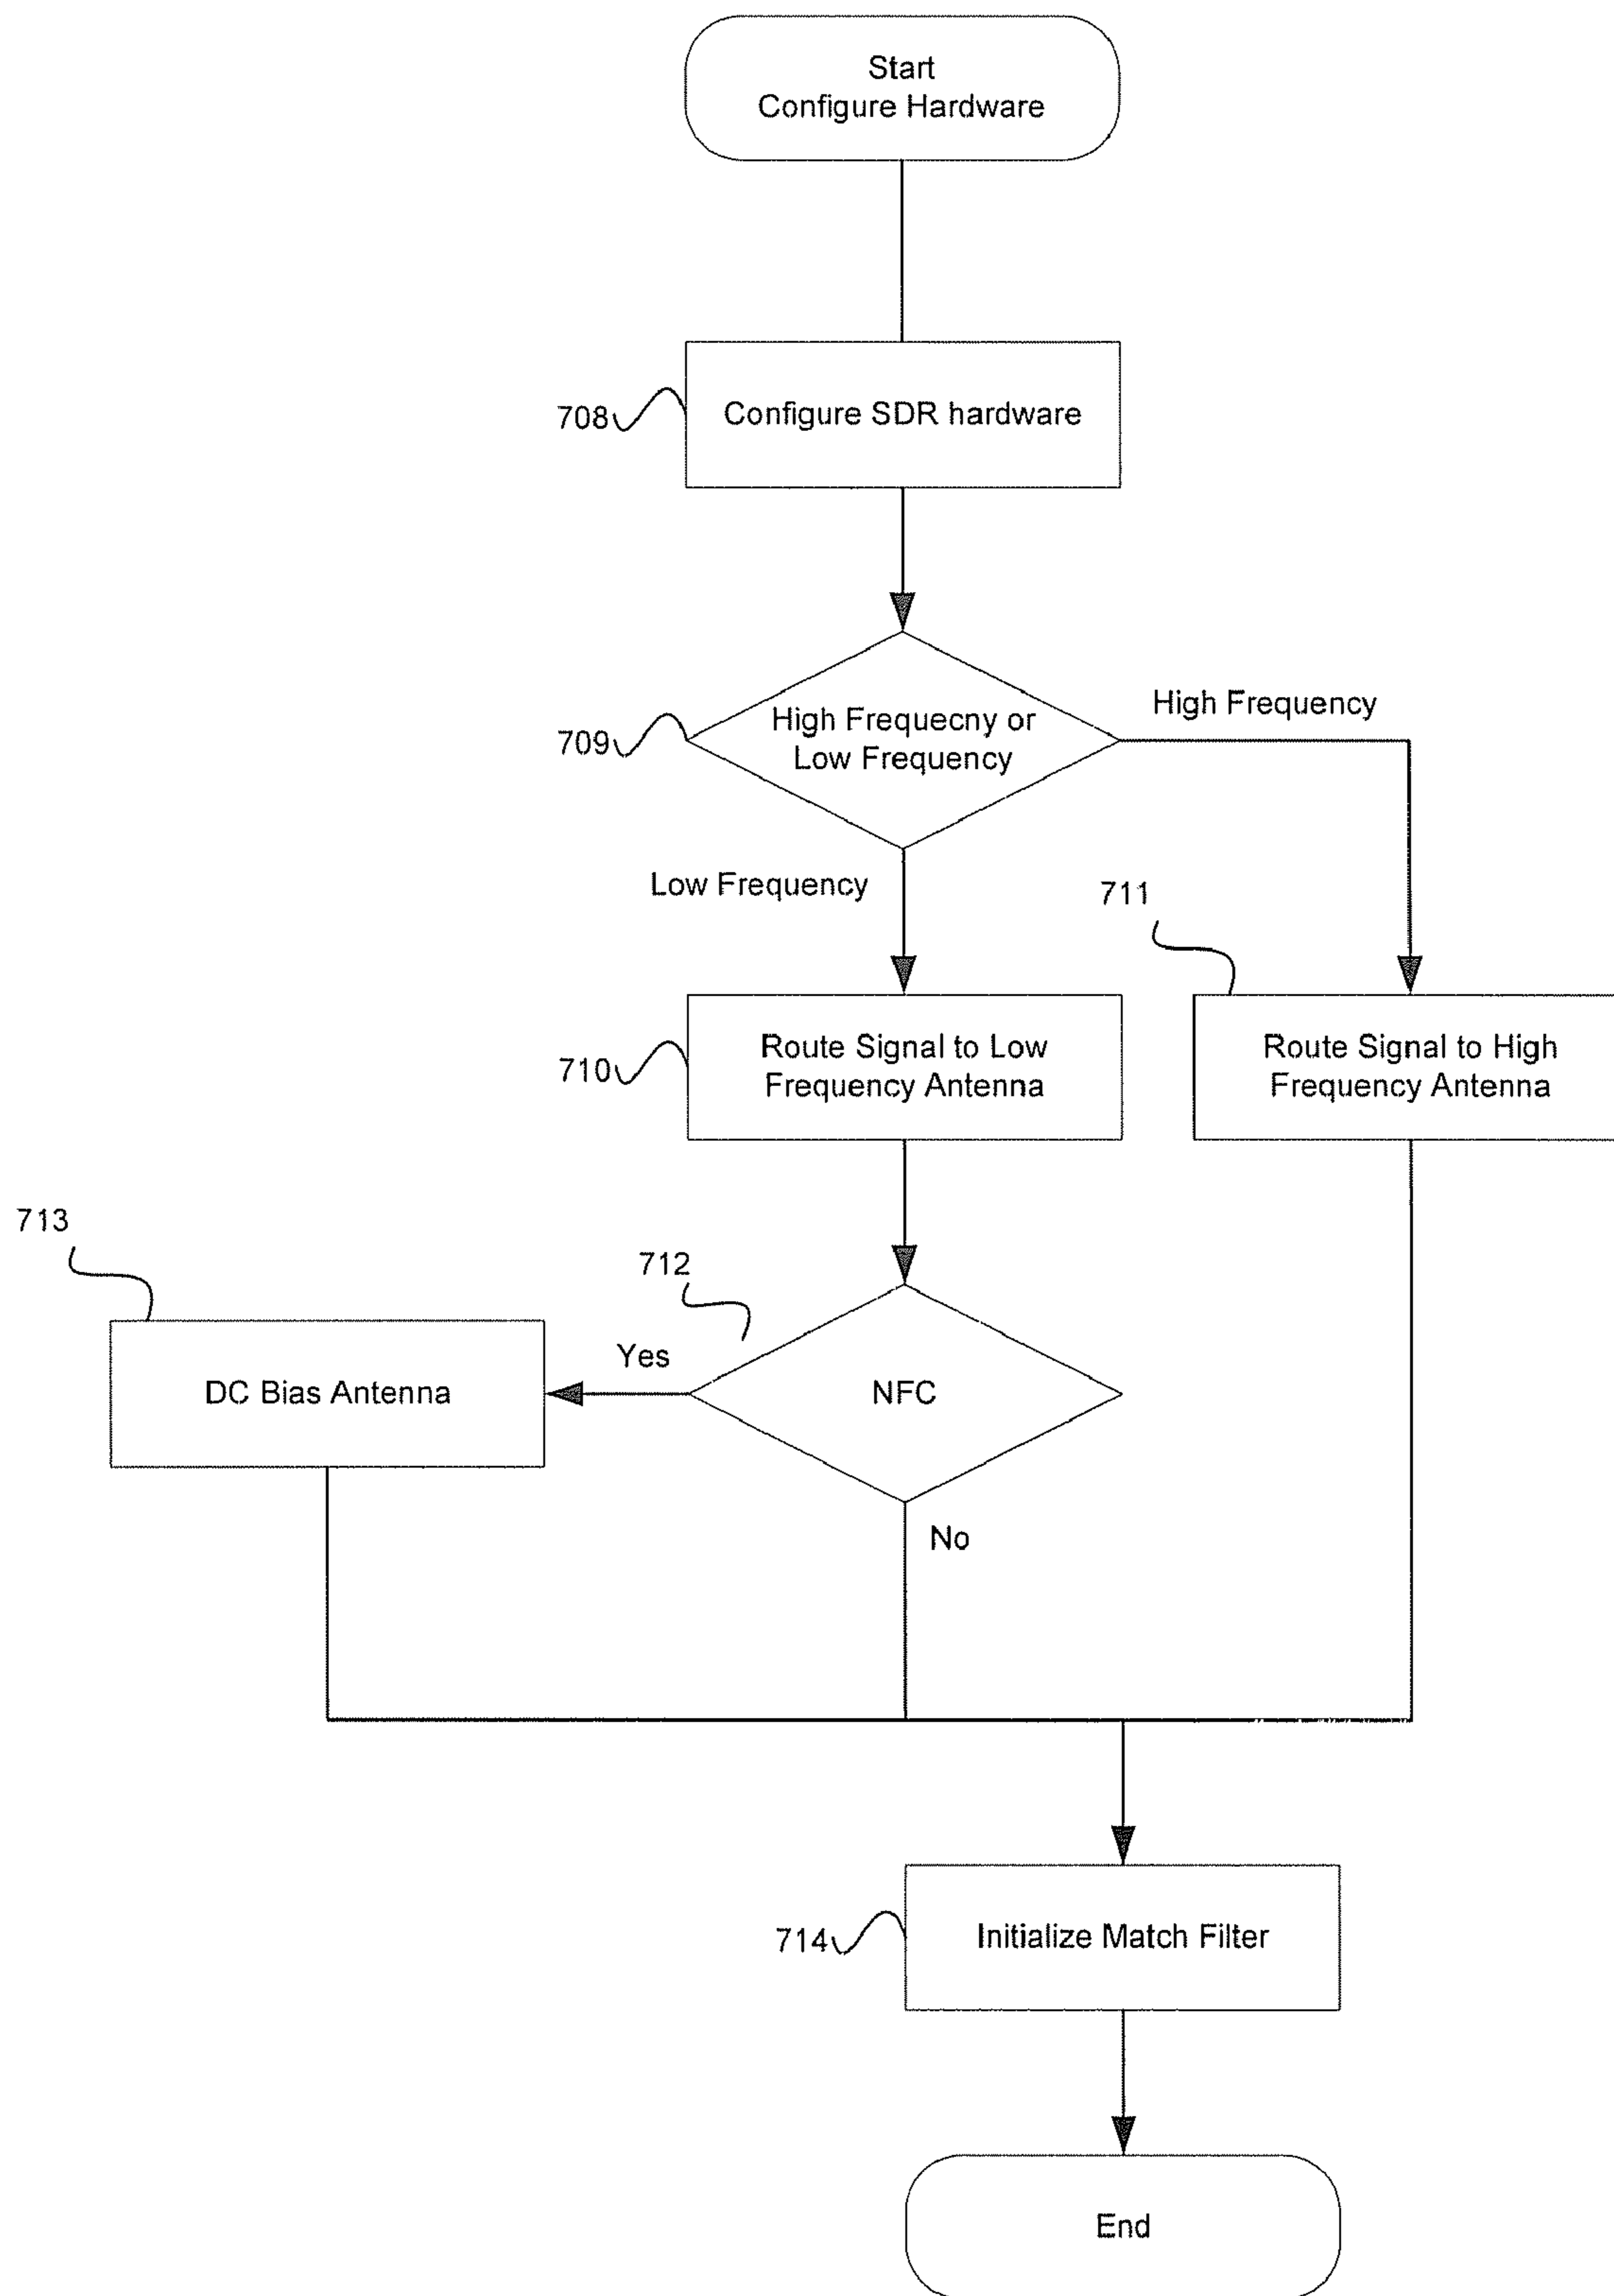 Start
Configure Hardware
708
Configure SDR hardware
High Frequency
709
High Frequecny or
Low Frequency
Low Frequency
711
710
Route Signal to Low
Frequency Antenna
Route Signal to High
Frequency Antenna
713
712
Yes
DC Bias Antenna
NFC
No
714
Initialize Match Filter
End